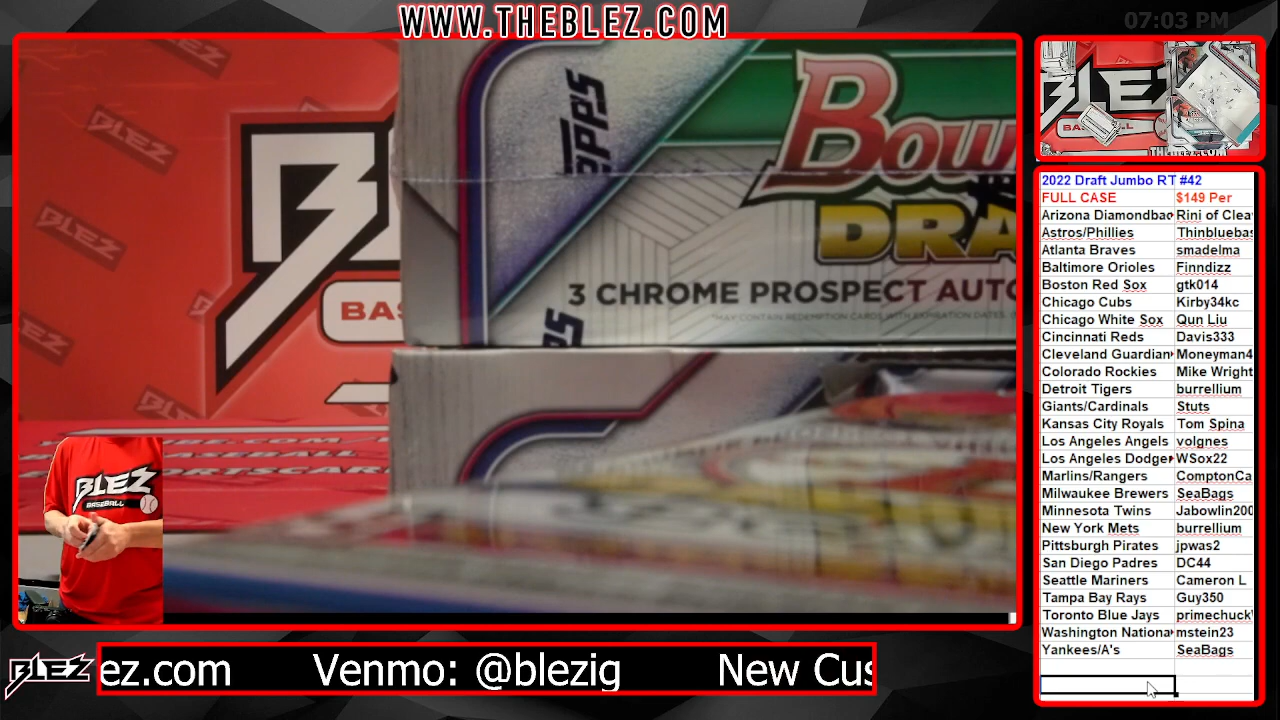 WWW.THEBLEZ.COM
07:03 PM
BLEZ
BLEZ
BLEZ
TOPPS
BOW
DRA
3 CHROME PROSPECT AUTO
BAS
BLEZ
BASEBALL
BLEZ
BLEZ
ez.com Venmo: @blezig New Cus
2022 Draft Jumbo RT #42
FULL CASE $149 Per
Arizona Diamondbac Rini of Clea
Astros/Phillies Thinbluebas
Atlanta Braves smadelma
Baltimore Orioles Finndizz
Boston Red Sox gtk014
Chicago Cubs Kirby34kc
Chicago White Sox Qun Liu
Cincinnati Reds Davis333
Cleveland Guardian Moneyman4
Colorado Rockies Mike Wright
Detroit Tigers burrellium
Giants/Cardinals Stuts
Kansas City Royals Tom Spina
Los Angeles Angels volgnes
Los Angeles Dodger WSox22
Marlins/Rangers ComptonCa
Milwaukee Brewers SeaBags
Minnesota Twins Jabowlin200
New York Mets burrellium
Pittsburgh Pirates jpwas2
San Diego Padres DC44
Seattle Mariners Cameron L
Tampa Bay Rays Guy350
Toronto Blue Jays primechuck
Washington Nationa mstein23
Yankees/A's SeaBags